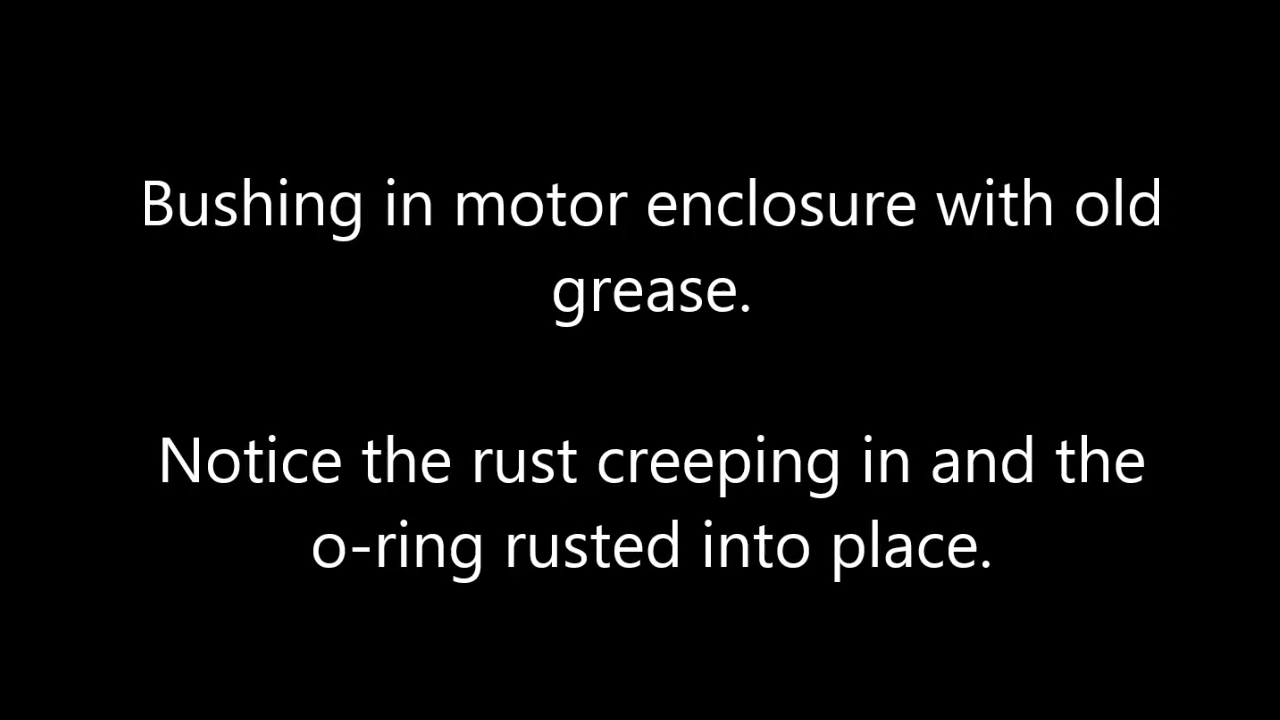 Bushing in motor enclosure with old
grease.
Notice the rust creeping in and the
o-ring rusted into place.